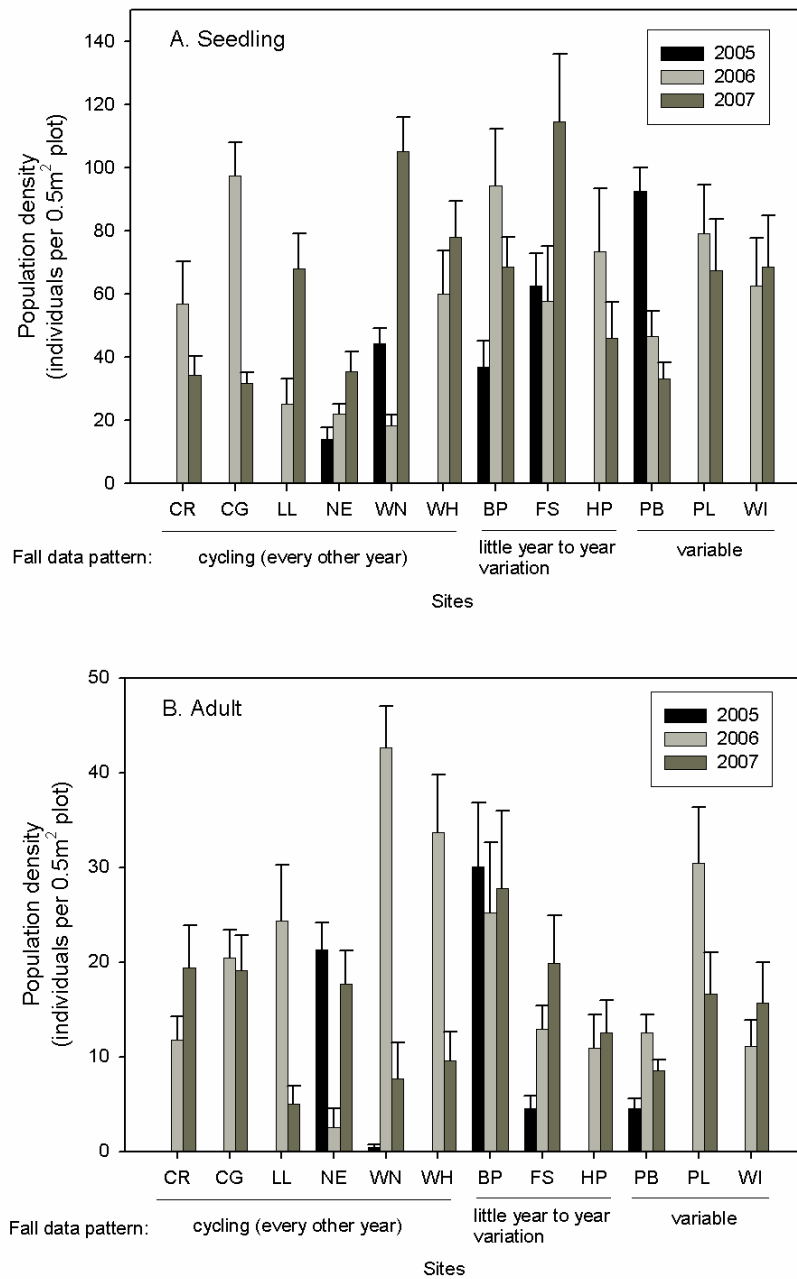 A. Seedling
2005
2006
2007
140
120
100
80
60
40
20
0
Population density
(individuals per 0.5m² plot)
CR CG LL NE WN WH BP FS HP PB PL WI
Fall data pattern: cycling (every other year) little year to year variation variable
Sites
B. Adult
2005
2006
2007
50
40
30
20
10
0
Population density
(individuals per 0.5m² plot)
CR CG LL NE WN WH BP FS HP PB PL WI
Fall data pattern: cycling (every other year) little year to year variation variable
Sites